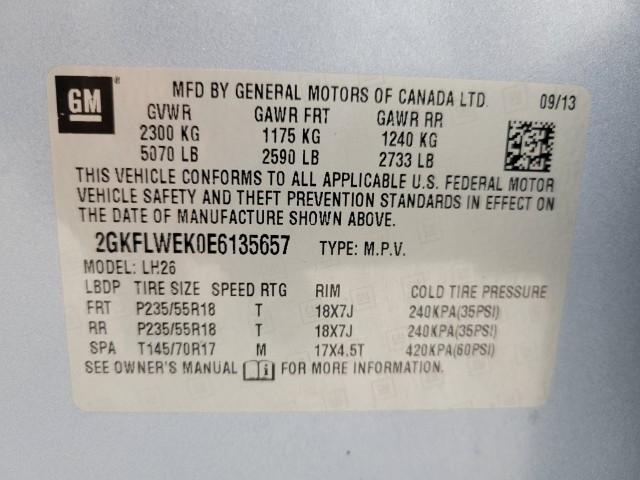 GM
MFD BY GENERAL MOTORS OF CANADA LTD. 09/13
GVWR GAWR FRT GAWR RR
2300 KG 1175 KG 1240 KG
5070 LB 2590 LB 2733 LB
THIS VEHICLE CONFORMS TO ALL APPLICABLE U.S. FEDERAL MOTOR
VEHICLE SAFETY AND THEFT PREVENTION STANDARDS IN EFFECT ON
THE DATE OF MANUFACTURE SHOWN ABOVE.
2GKFLWEK0E6135657 TYPE: M.P.V.
MODEL: LH26
LBDP TIRE SIZE SPEED RTG RIM COLD TIRE PRESSURE
FRT P235/55R18 T 18X7J 240KPA(35PSI)
RR P235/55R18 T 18X7J 240KPA(35PSI)
SPA T145/70R17 M 17X4.5T 420KPA(60PSI)
SEE OWNER'S MANUAL FOR MORE INFORMATION.